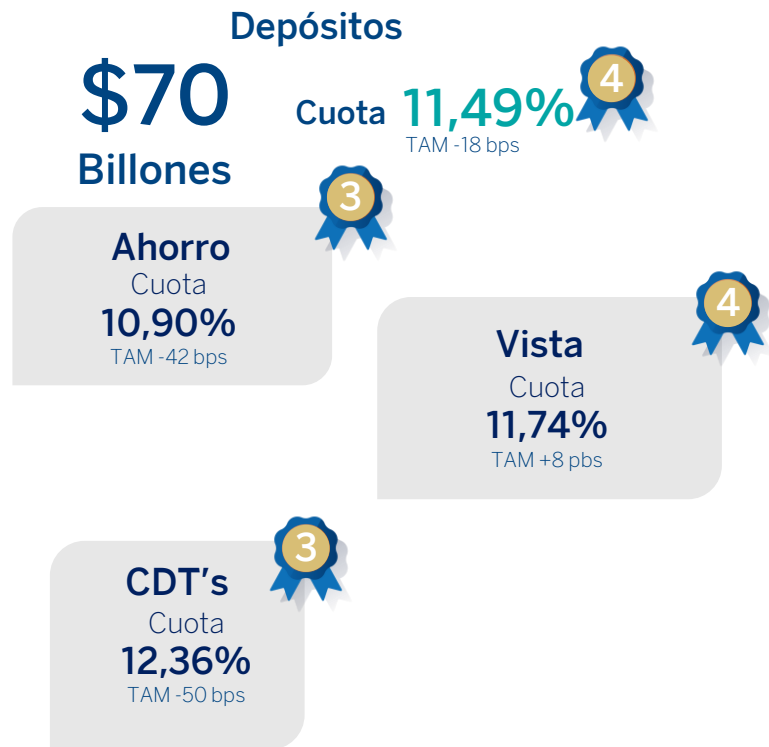 Depósitos
$70
Billones
Cuota 11,49%
TAM -18 bps
4
3
Ahorro
Cuota
10,90%
TAM -42 bps
4
Vista
Cuota
11,74%
TAM +8 pbs
3
CDT's
Cuota
12,36%
TAM -50 bps